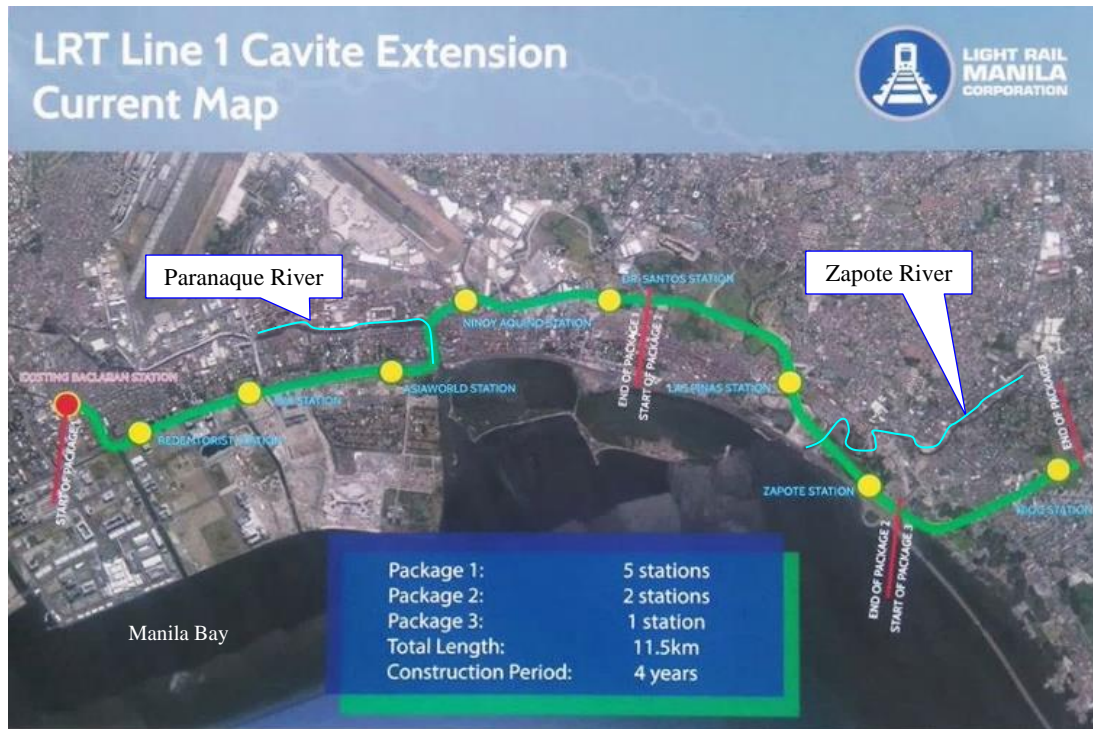 LRT Line 1 Cavite Extension
Current Map
LIGHT RAIL
MANILA
CORPORATION
Paranaque River
Zapote River
DR. SANTOS STATION
NINOY AQUINO STATION
EXISTING BACLARAN STATION
ASIAWORLD STATION
LAS PINAS STATION
MIA STATION
REDEMTORIST STATION
ZAPOTE STATION
NIOG STATION
START OF PACKAGE 1
END OF PACKAGE 1
START OF PACKAGE 2
END OF PACKAGE 2
START OF PACKAGE 3
END OF PACKAGE 3
Package 1: 5 stations
Package 2: 2 stations
Package 3: 1 station
Total Length: 11.5km
Construction Period: 4 years
Manila Bay